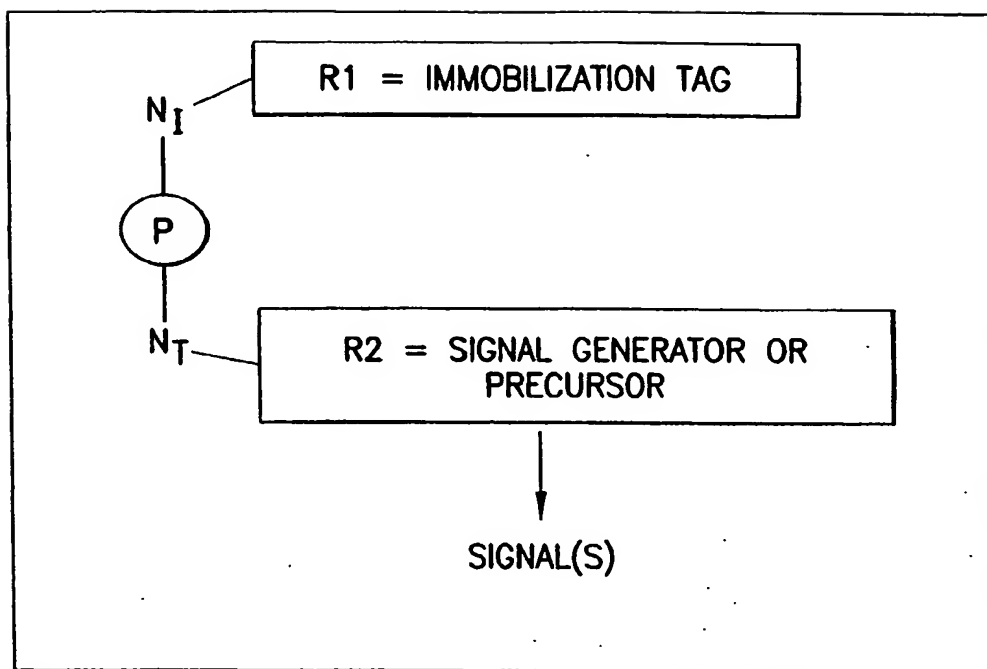 R1 = IMMOBILIZATION TAG
N_I
P
N_T
R2 = SIGNAL GENERATOR OR
PRECURSOR
SIGNAL(S)